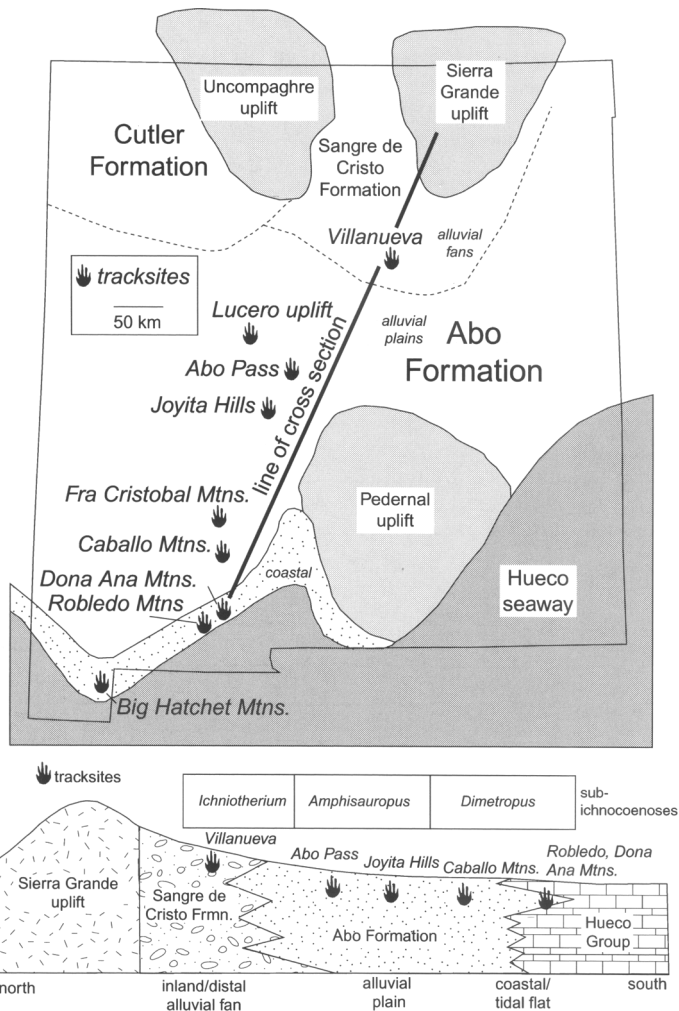 Uncompaghre
uplift
Sierra
Grande
uplift
Cutler
Formation
Sangre de
Cristo
Formation
Villanueva
alluvial
fans
tracksites
50 km
Lucero uplift
alluvial
plains
Abo
Formation
Abo Pass
Joyita Hills
line of cross section
Fra Cristobal Mtns.
Pedernal
uplift
Caballo Mtns.
Dona Ana Mtns.
coastal
Hueco
seaway
Robledo Mtns
Big Hatchet Mtns.
tracksites
Ichniotherium
Amphisauropus
Dimetropus
sub-
ichnocoenoses
Villanueva
Abo Pass
Joyita Hills
Caballo Mtns.
Robledo, Dona
Ana Mtns.
Sierra Grande
uplift
Sangre de
Cristo Frmn.
Abo Formation
Hueco
Group
north
inland/distal
alluvial fan
alluvial
plain
coastal/
tidal flat
south